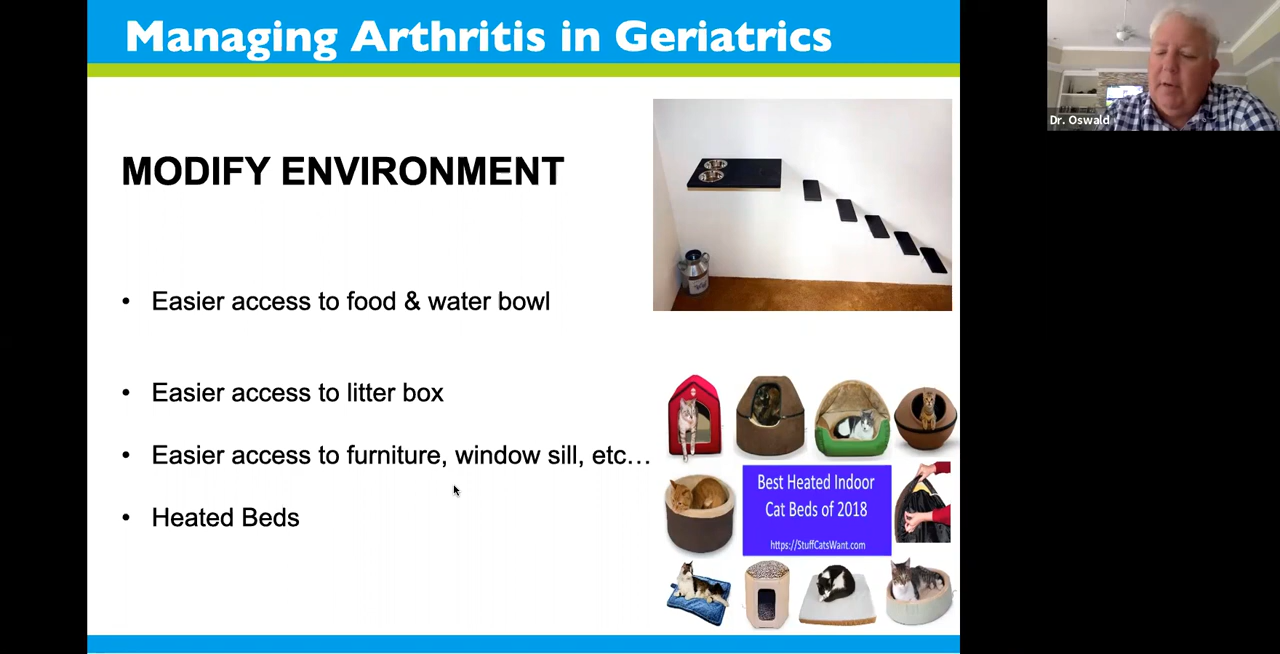 Managing Arthritis in Geriatrics
Dr. Oswald
MODIFY ENVIRONMENT
• Easier access to food & water bowl
• Easier access to litter box
• Easier access to furniture, window sill, etc…
• Heated Beds
Best Heated Indoor
Cat Beds of 2018
https://StuffCatsWant.com